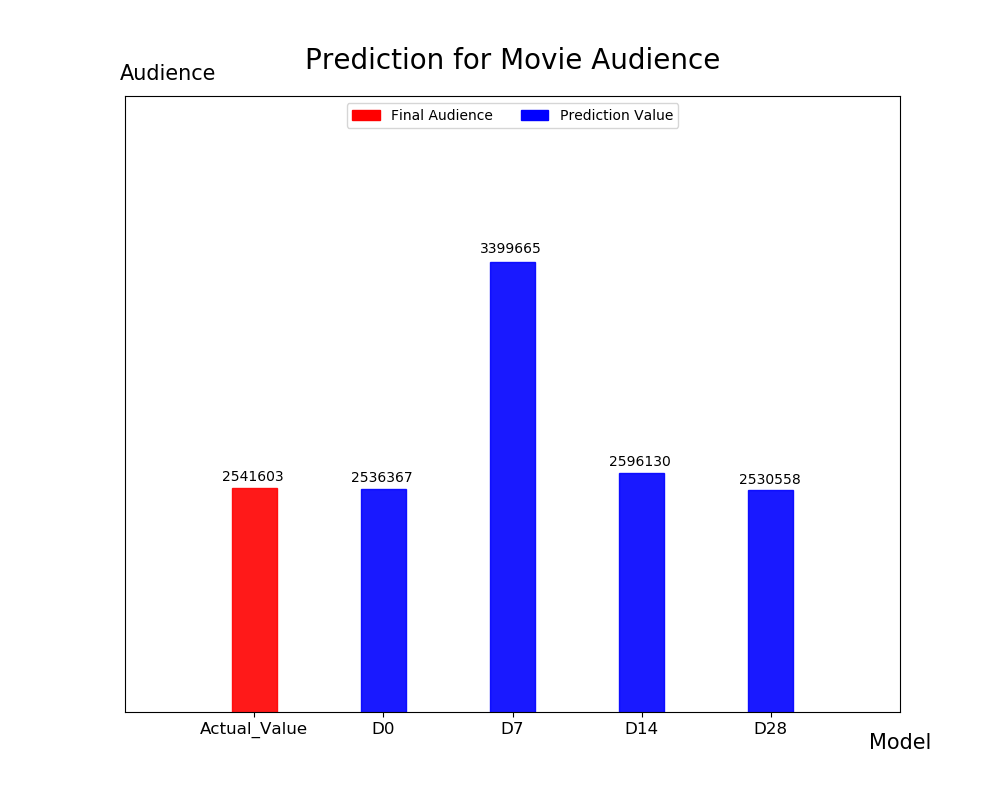 Prediction for Movie Audience
Audience
Final Audience
Prediction Value
3399665
2541603
2536367
2596130
2530558
Actual_Value
D0
D7
D14
D28
Model